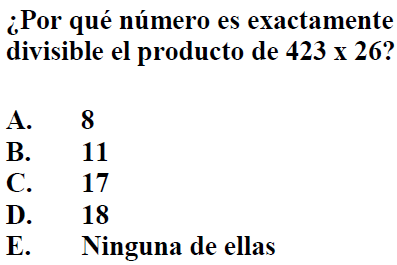 ¿Por qué número es exactamente
divisible el producto de 423 x 26?
A. 8
B. 11
C. 17
D. 18
E. Ninguna de ellas